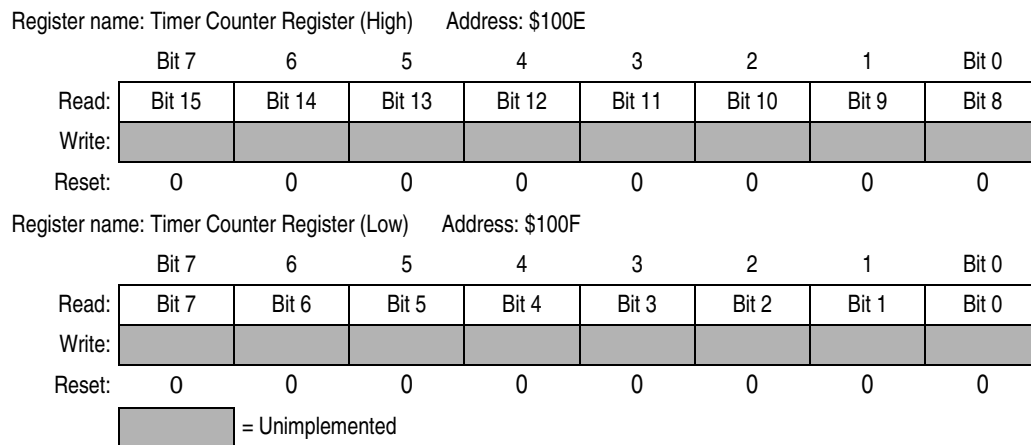 Register name: Timer Counter Register (High) Address: $100E
Bit 7 6 5 4 3 2 1 Bit 0
Read: Bit 15 Bit 14 Bit 13 Bit 12 Bit 11 Bit 10 Bit 9 Bit 8
Write:
Reset: 0 0 0 0 0 0 0 0
Register name: Timer Counter Register (Low) Address: $100F
Bit 7 6 5 4 3 2 1 Bit 0
Read: Bit 7 Bit 6 Bit 5 Bit 4 Bit 3 Bit 2 Bit 1 Bit 0
Write:
Reset: 0 0 0 0 0 0 0 0
= Unimplemented